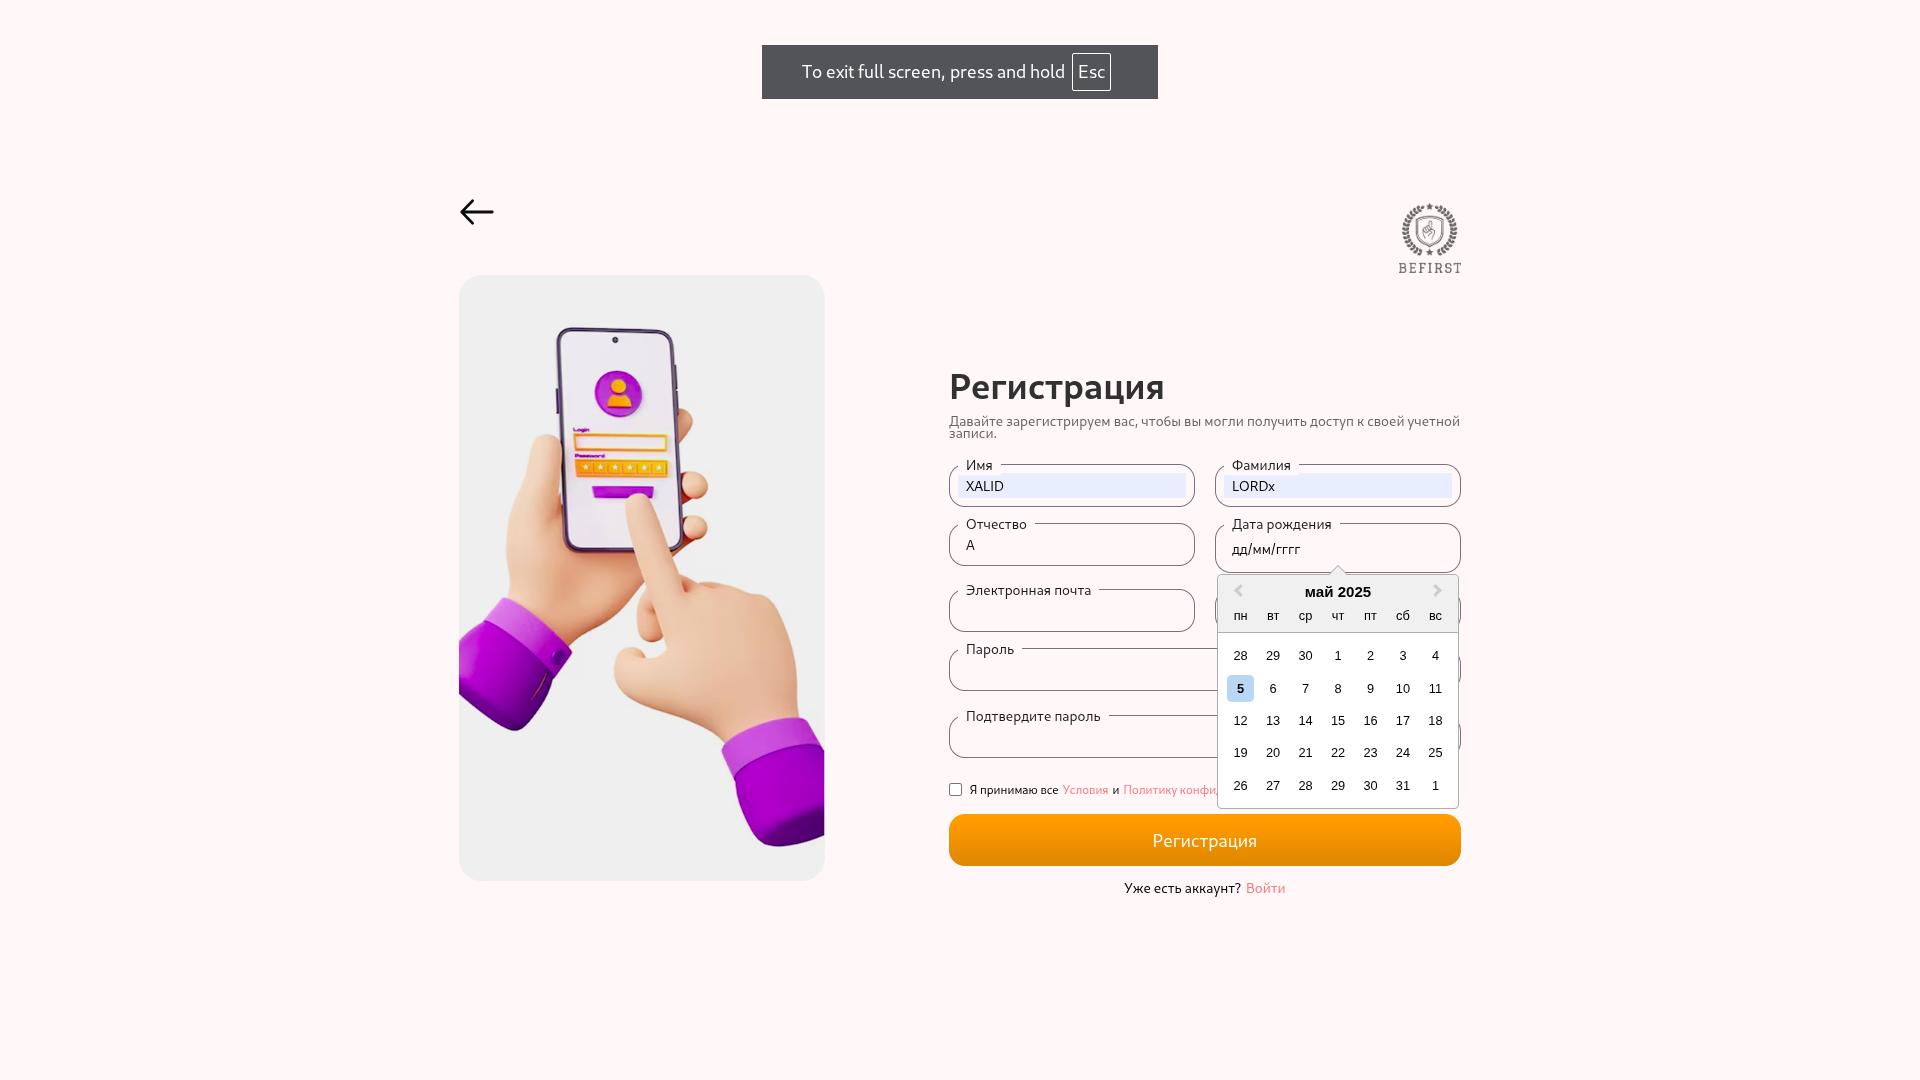 To exit full screen, press and hold Esc
BEFIRST
Login
Password
Регистрация
Давайте зарегистрируем вас, чтобы вы могли получить доступ к своей учетной
записи.
Имя
Фамилия
XALID
LORDx
Отчество
Дата рождения
A
дд/мм/гггг
Электронная почта
май 2025
пн вт ср чт пт сб вс
28 29 30 1 2 3 4
5 6 7 8 9 10 11
12 13 14 15 16 17 18
19 20 21 22 23 24 25
26 27 28 29 30 31 1
Пароль
Подтвердите пароль
Я принимаю все Условия и Политику
Регистрация
Уже есть аккаунт? Войти